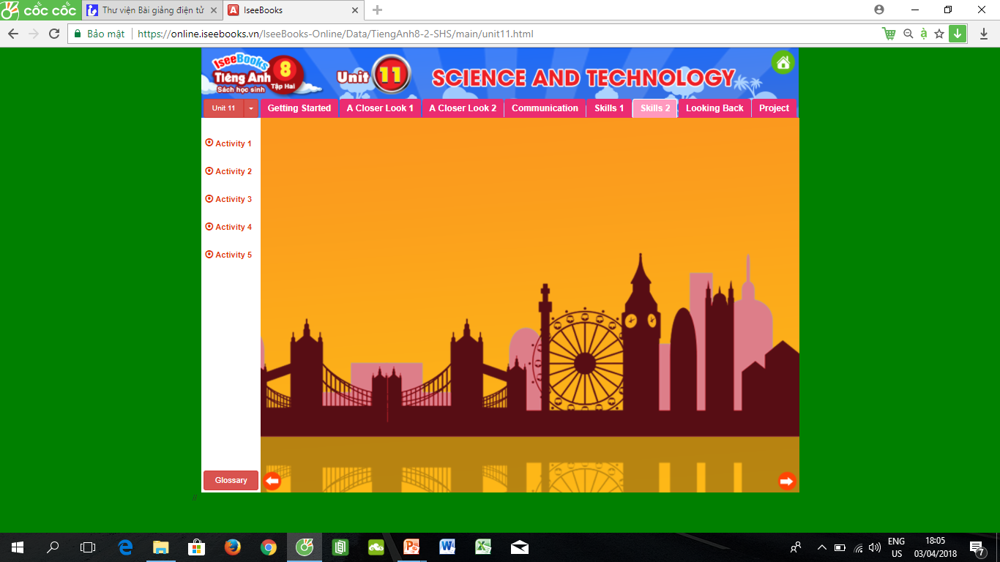 cốc cốc
Thư viện Bài giảng điện tử
IseeBooks
Bảo mật
https://online.iseebooks.vn/IseeBooks-Online/Data/TiengAnh8-2-SHS/main/unit11.html
IseeBooks
Tiếng Anh 8
Sách học sinh Tập Hai
Unit 11
SCIENCE AND TECHNOLOGY
Unit 11
Getting Started
A Closer Look 1
A Closer Look 2
Communication
Skills 1
Skills 2
Looking Back
Project
Activity 1
Activity 2
Activity 3
Activity 4
Activity 5
Glossary
//
ENG
US
18:05
03/04/2018
7